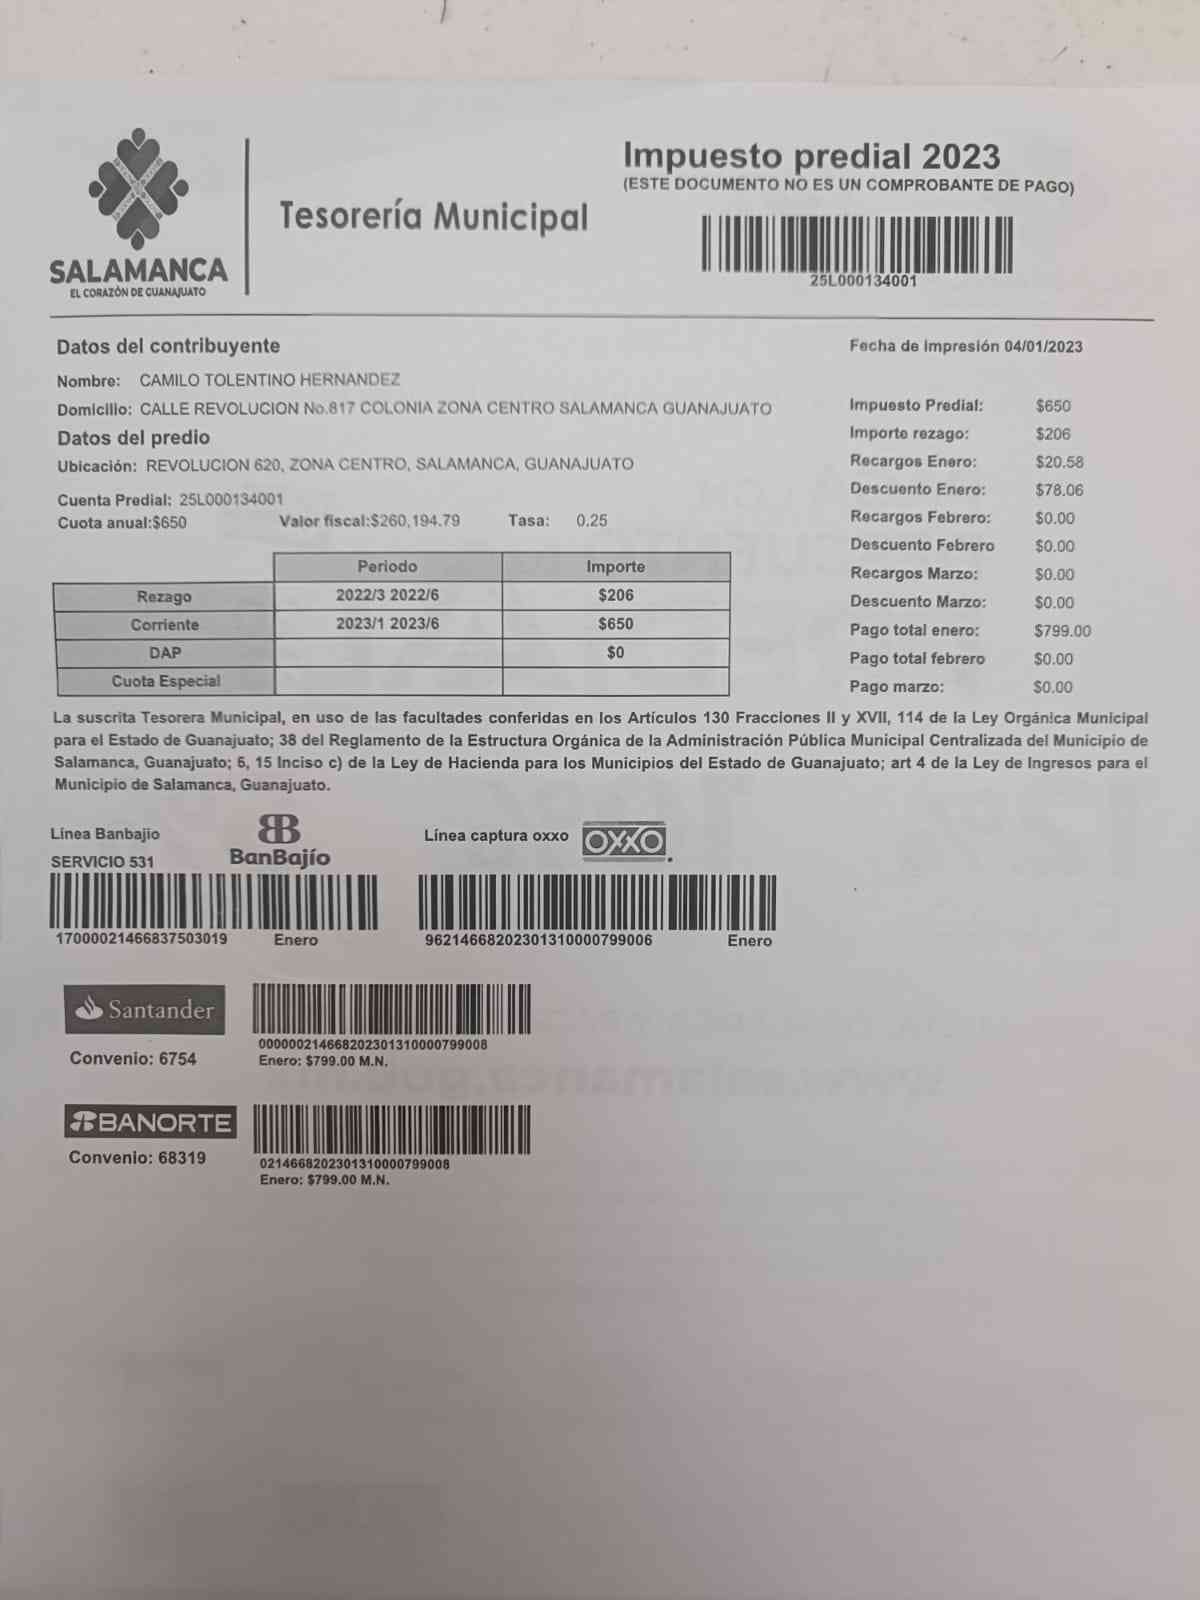 Impuesto predial 2023
(ESTE DOCUMENTO NO ES UN COMPROBANTE DE PAGO)
Tesorería Municipal
SALAMANCA
EL CORAZÓN DE GUANAJUATO
25L000134001
Datos del contribuyente
Fecha de impresión 04/01/2023
Nombre: CAMILO TOLENTINO HERNANDEZ
Domicilio: CALLE REVOLUCION No.817 COLONIA ZONA CENTRO SALAMANCA GUANAJUATO
Datos del predio
Ubicación: REVOLUCION 620, ZONA CENTRO, SALAMANCA, GUANAJUATO
Cuenta Predial: 25L000134001
Cuota anual:$650 Valor fiscal:$260,194.79 Tasa: 0.25
Periodo Importe
Rezago 2022/3 2022/6 $206
Corriente 2023/1 2023/6 $650
DAP $0
Cuota Especial
Impuesto Predial: $650
Importe rezago: $206
Recargos Enero: $20.58
Descuento Enero: $78.06
Recargos Febrero: $0.00
Descuento Febrero $0.00
Recargos Marzo: $0.00
Descuento Marzo: $0.00
Pago total enero: $799.00
Pago total febrero $0.00
Pago marzo: $0.00
La suscrita Tesorera Municipal, en uso de las facultades conferidas en los Artículos 130 Fracciones II y XVII, 114 de la Ley Orgánica Municipal
para el Estado de Guanajuato; 38 del Reglamento de la Estructura Orgánica de la Administración Pública Municipal Centralizada del Municipio de
Salamanca, Guanajuato; 6, 15 Inciso c) de la Ley de Hacienda para los Municipios del Estado de Guanajuato; art 4 de la Ley de Ingresos para el
Municipio de Salamanca, Guanajuato.
Línea Banbajio
SERVICIO 531
BanBajío
Línea captura oxxo
OXXO
17000021466837503019 Enero
962146682023013100007990​06 Enero
Santander
Convenio: 6754
00000021466820230131​0000799008
Enero: $799.00 M.N.
BANORTE
Convenio: 68319
0214668202301310000799008
Enero: $799.00 M.N.